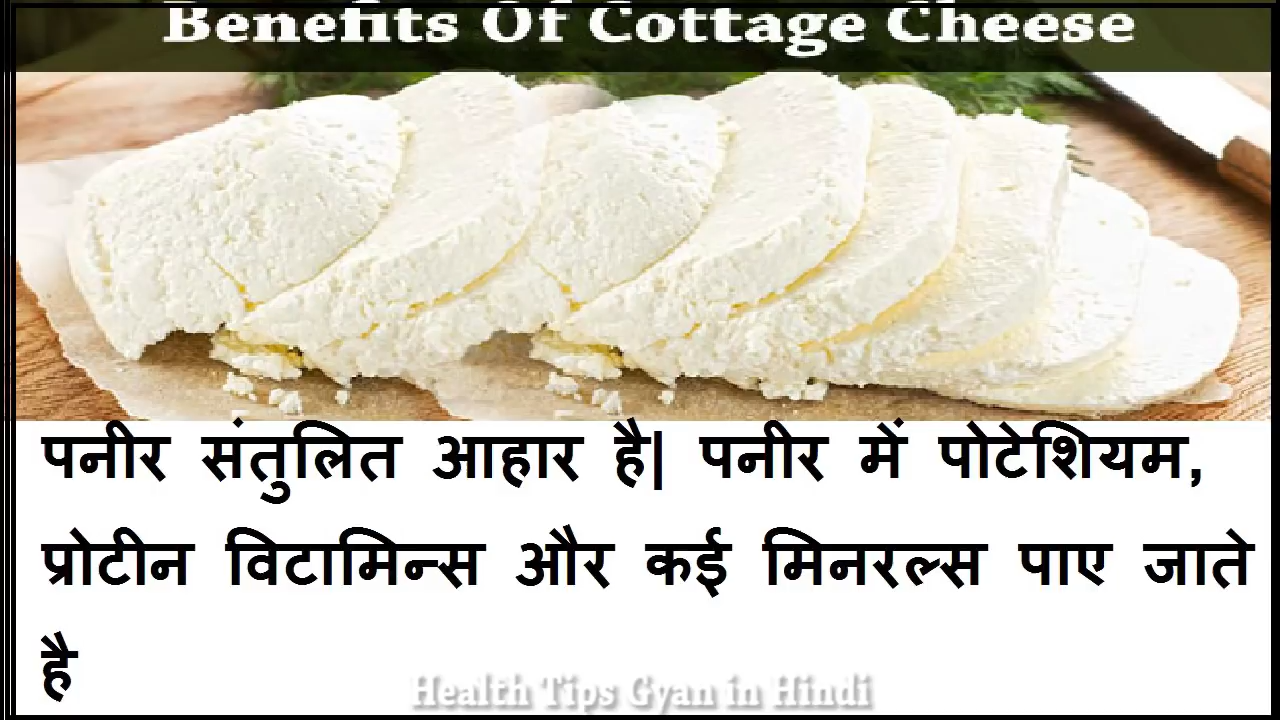 Benefits Of Cottage Cheese
पनीर संतुलित आहार है| पनीर में पोटेशियम,
प्रोटीन विटामिन्स और कई मिनरल्स पाए जाते
है
Health Tips Gyan in Hindi